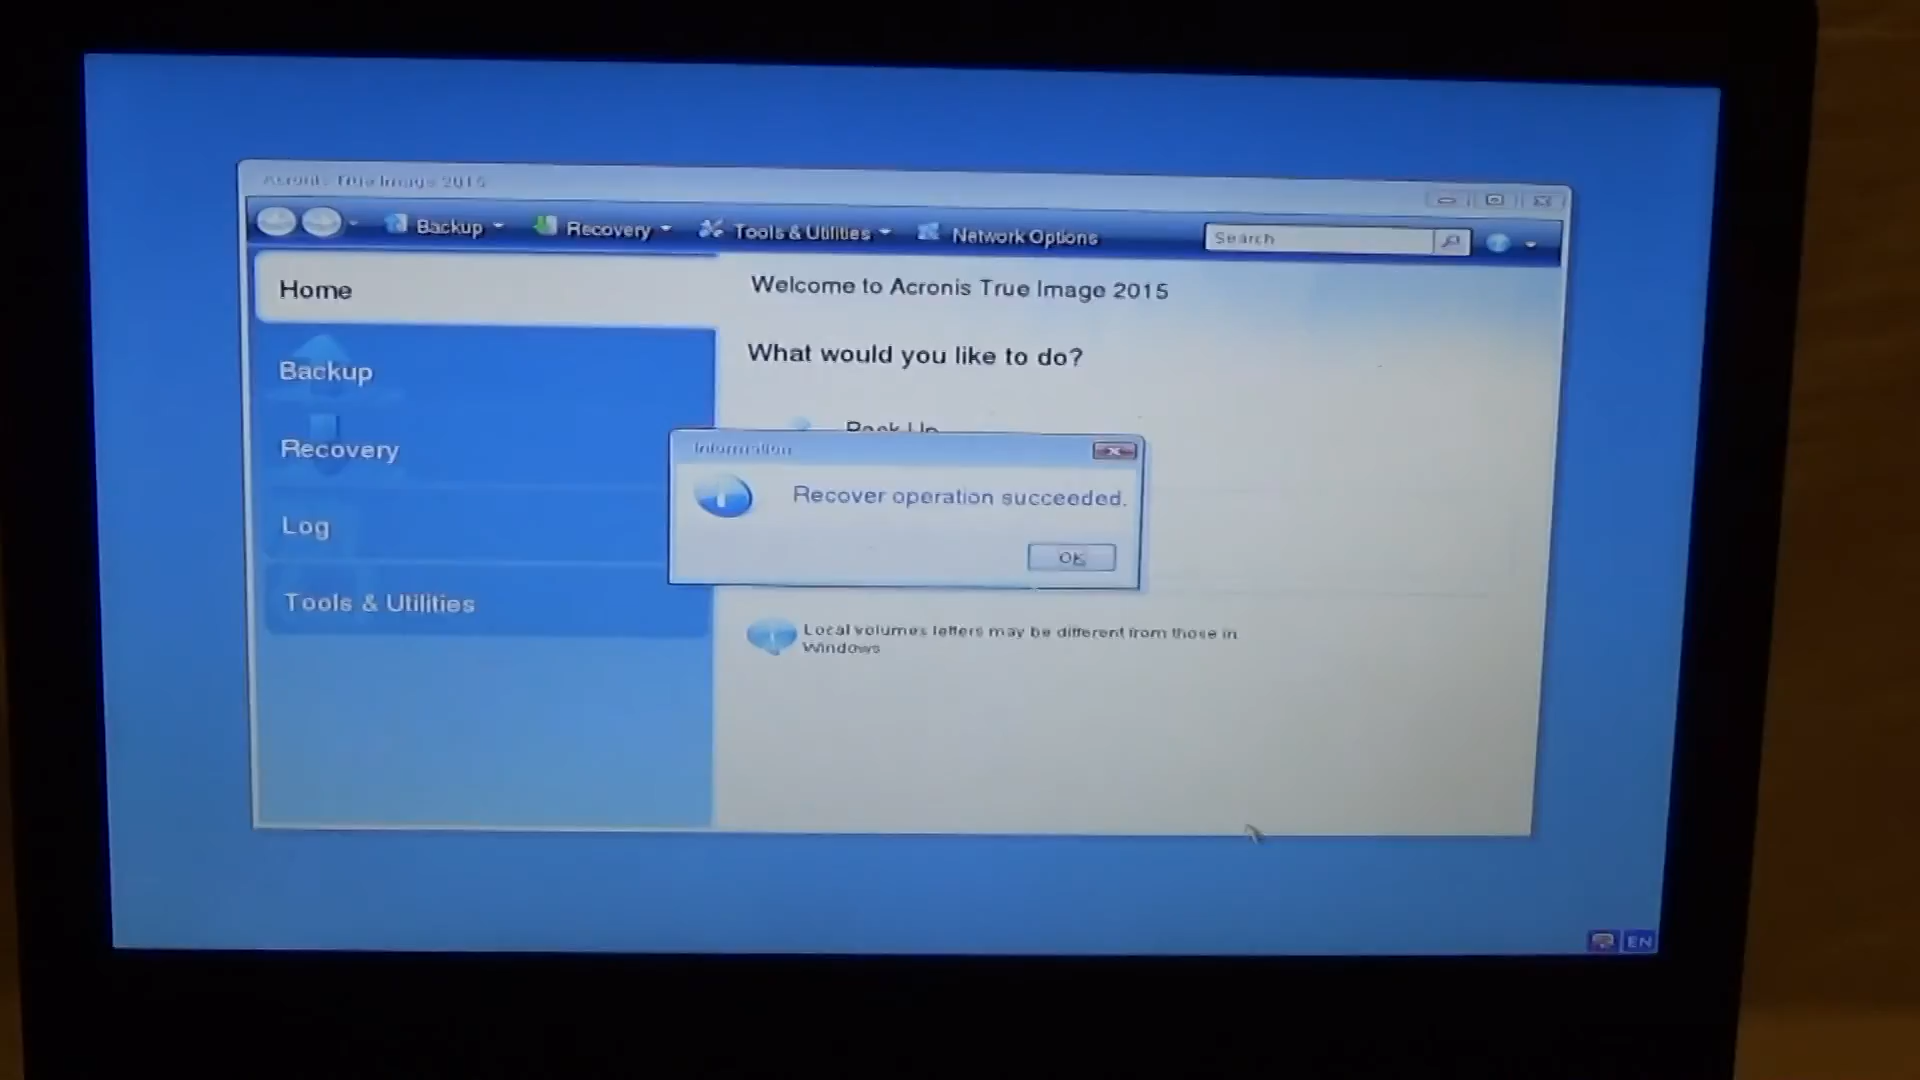 Acronis True Image 2015
Backup
Recovery
Tools & Utilities
Network Options
Search
Home
Backup
Recovery
Log
Tools & Utilities
Welcome to Acronis True Image 2015
What would you like to do?
Back Up
Information
Recover operation succeeded.
OK
Local volumes letters may be different from those in
Windows
EN